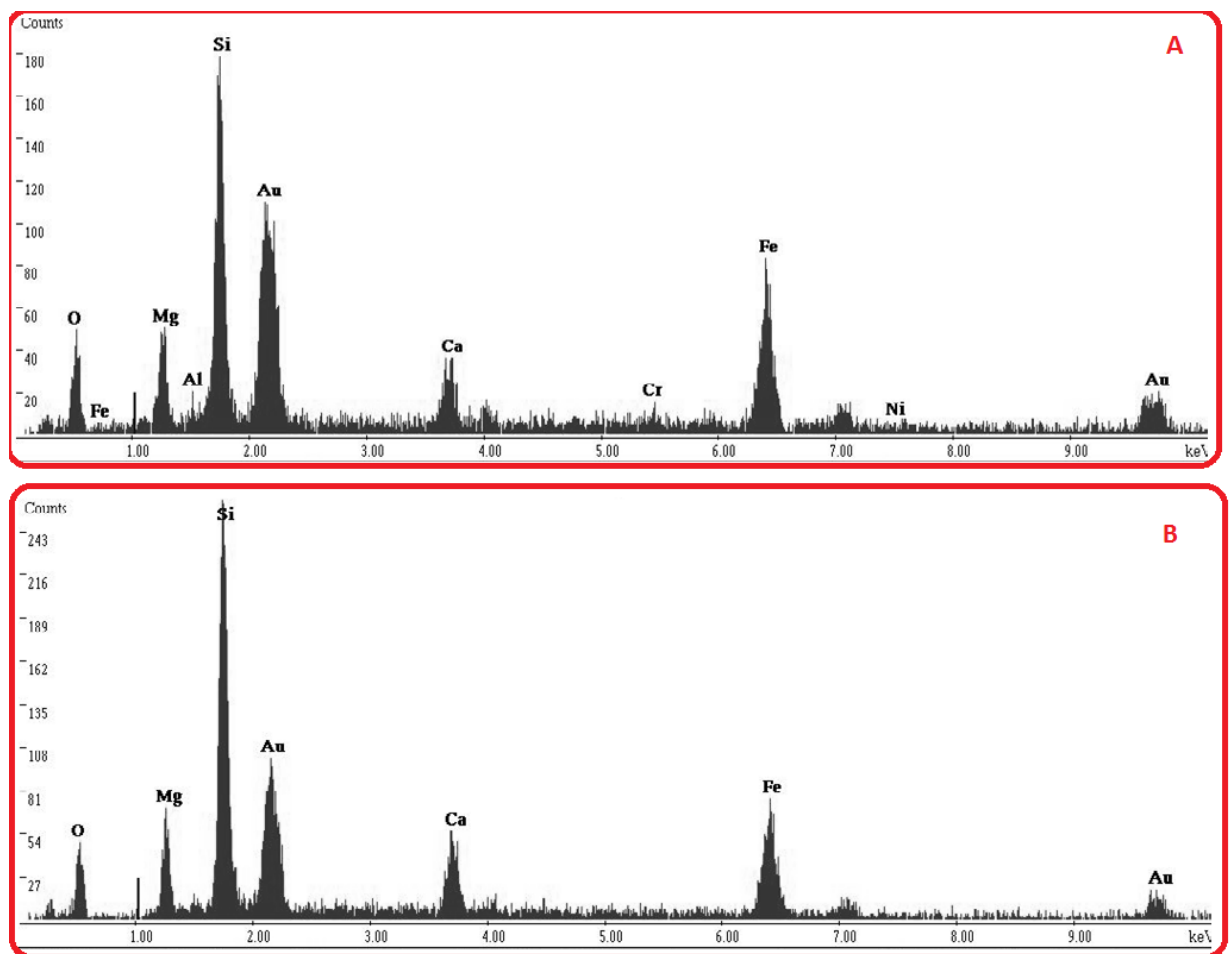 Counts
A
180
160
140
120
100
80
60
40
20
Si
Au
Fe
O
Mg
Al
Fe
Ca
Cr
Ni
Au
1.00 2.00 3.00 4.00 5.00 6.00 7.00 8.00 9.00 keV
Counts
B
243
216
189
162
135
108
81
54
27
Si
Au
Mg
O
Ca
Fe
Au
1.00 2.00 3.00 4.00 5.00 6.00 7.00 8.00 9.00 keV